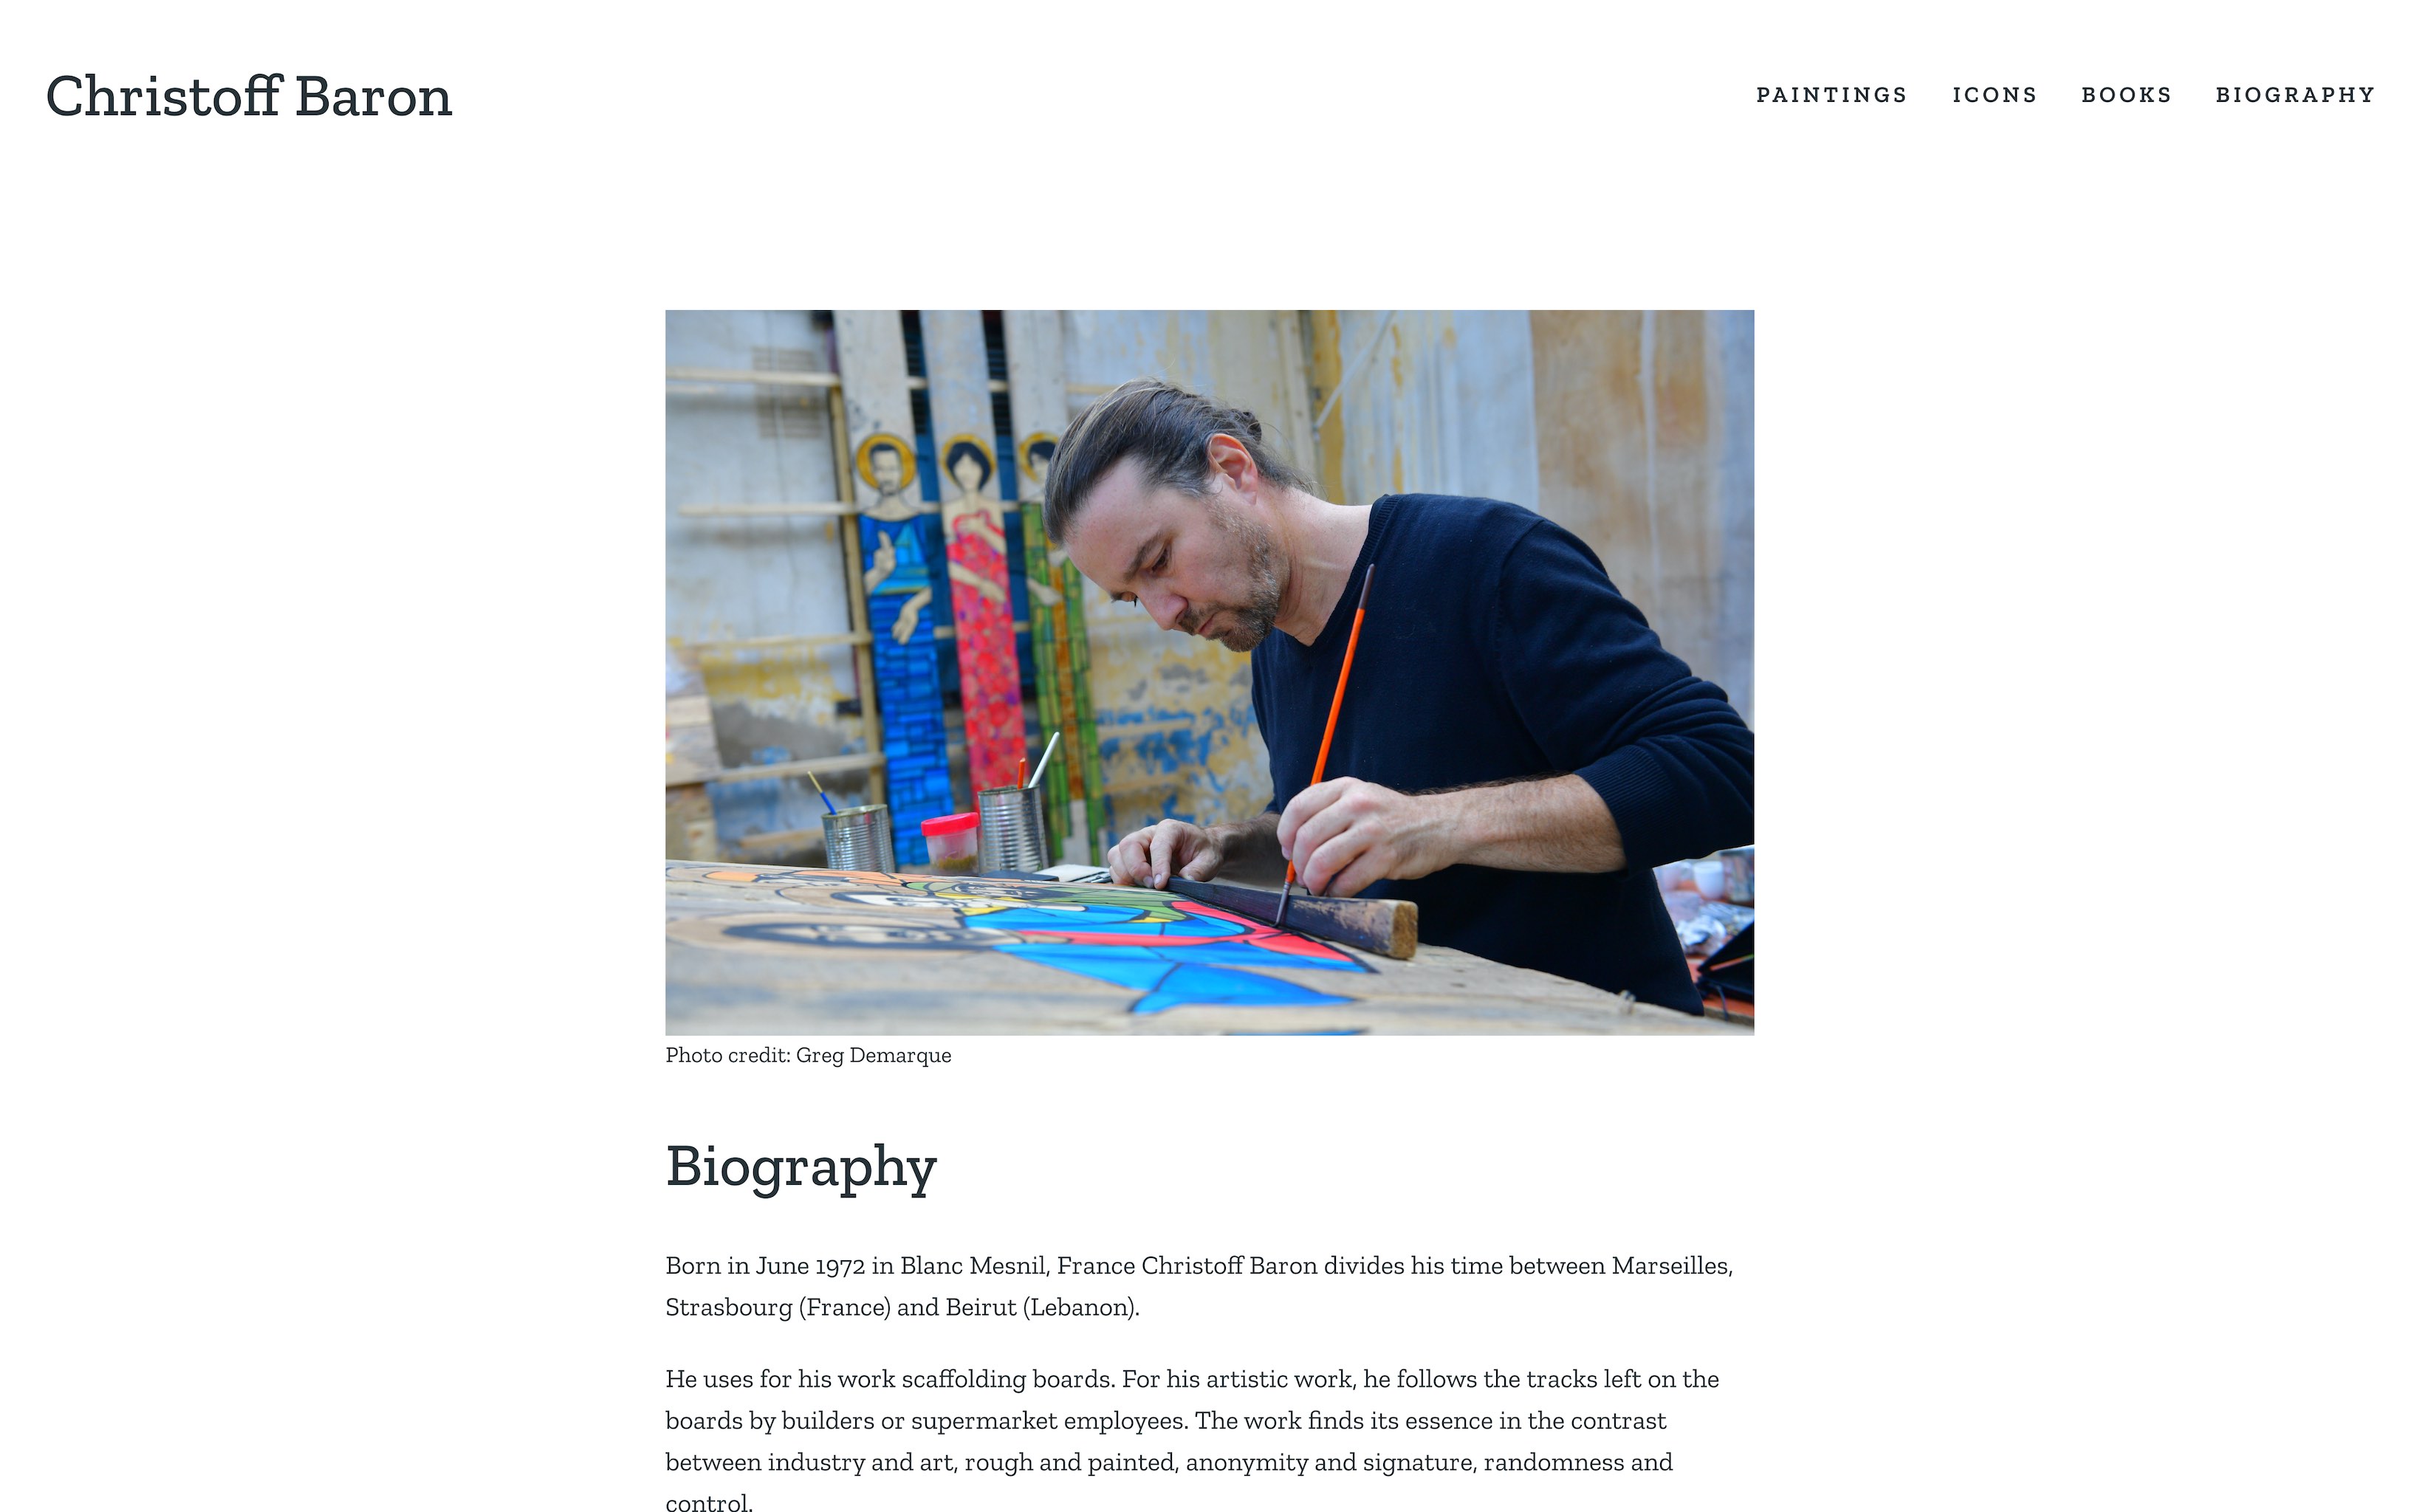 Christoff Baron
PAINTINGS ICONS BOOKS BIOGRAPHY
Photo credit: Greg Demarque
Biography
Born in June 1972 in Blanc Mesnil, France Christoff Baron divides his time between Marseilles,
Strasbourg (France) and Beirut (Lebanon).
He uses for his work scaffolding boards. For his artistic work, he follows the tracks left on the
boards by builders or supermarket employees. The work finds its essence in the contrast
between industry and art, rough and painted, anonymity and signature, randomness and
control.